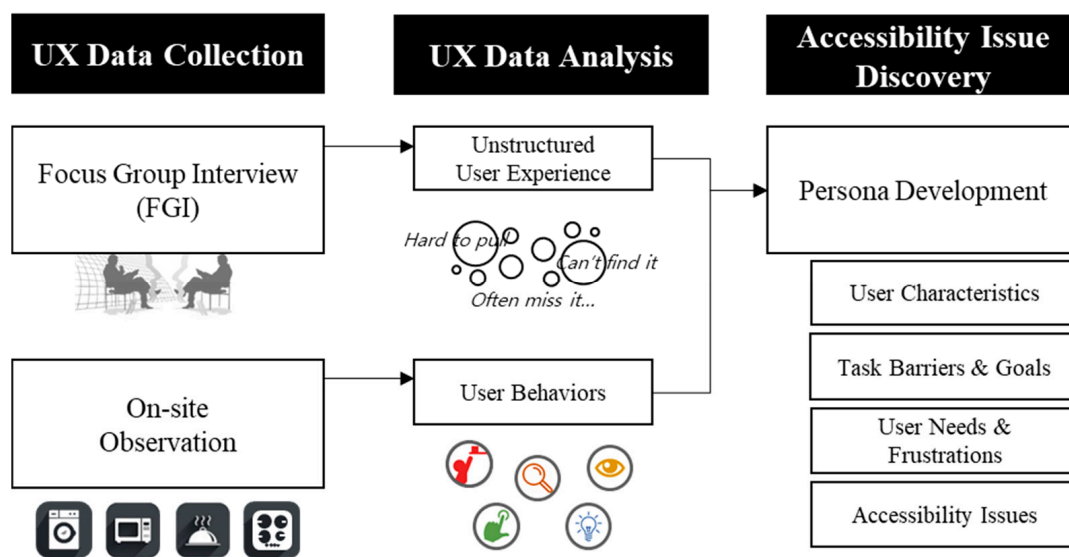 UX Data Collection
UX Data Analysis
Accessibility Issue
Discovery
Focus Group Interview
(FGI)
Unstructured
User Experience
Persona Development
Hard to pull
Can't find it
Often miss it...
User Characteristics
Task Barriers & Goals
On-site
Observation
User Behaviors
User Needs &
Frustrations
Accessibility Issues